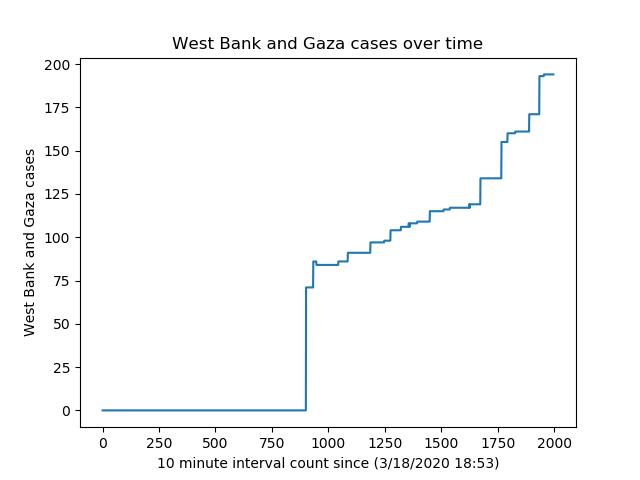 West Bank and Gaza cases over time
200
175
150
125
100
75
50
25
0
West Bank and Gaza cases
0 250 500 750 1000 1250 1500 1750 2000
10 minute interval count since (3/18/2020 18:53)